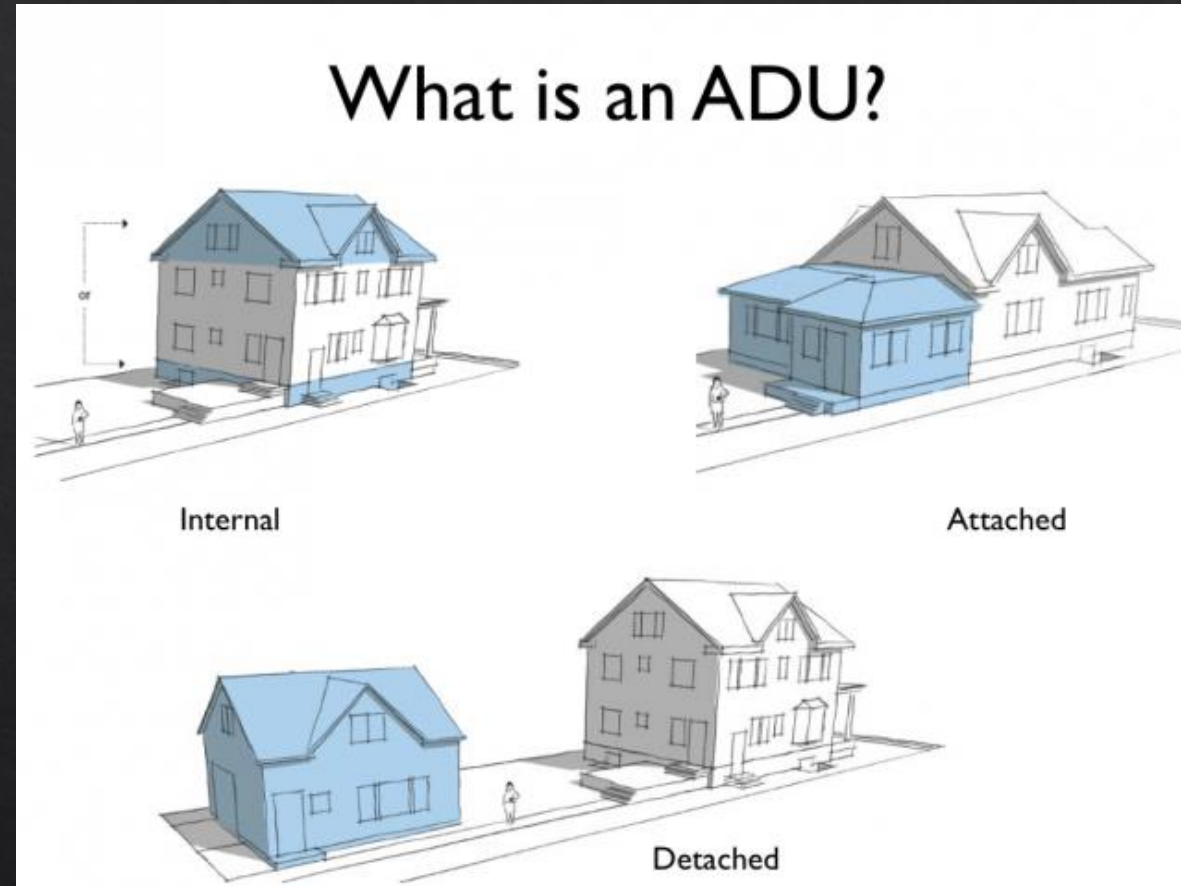 What is an ADU?
or
Internal
Attached
Detached